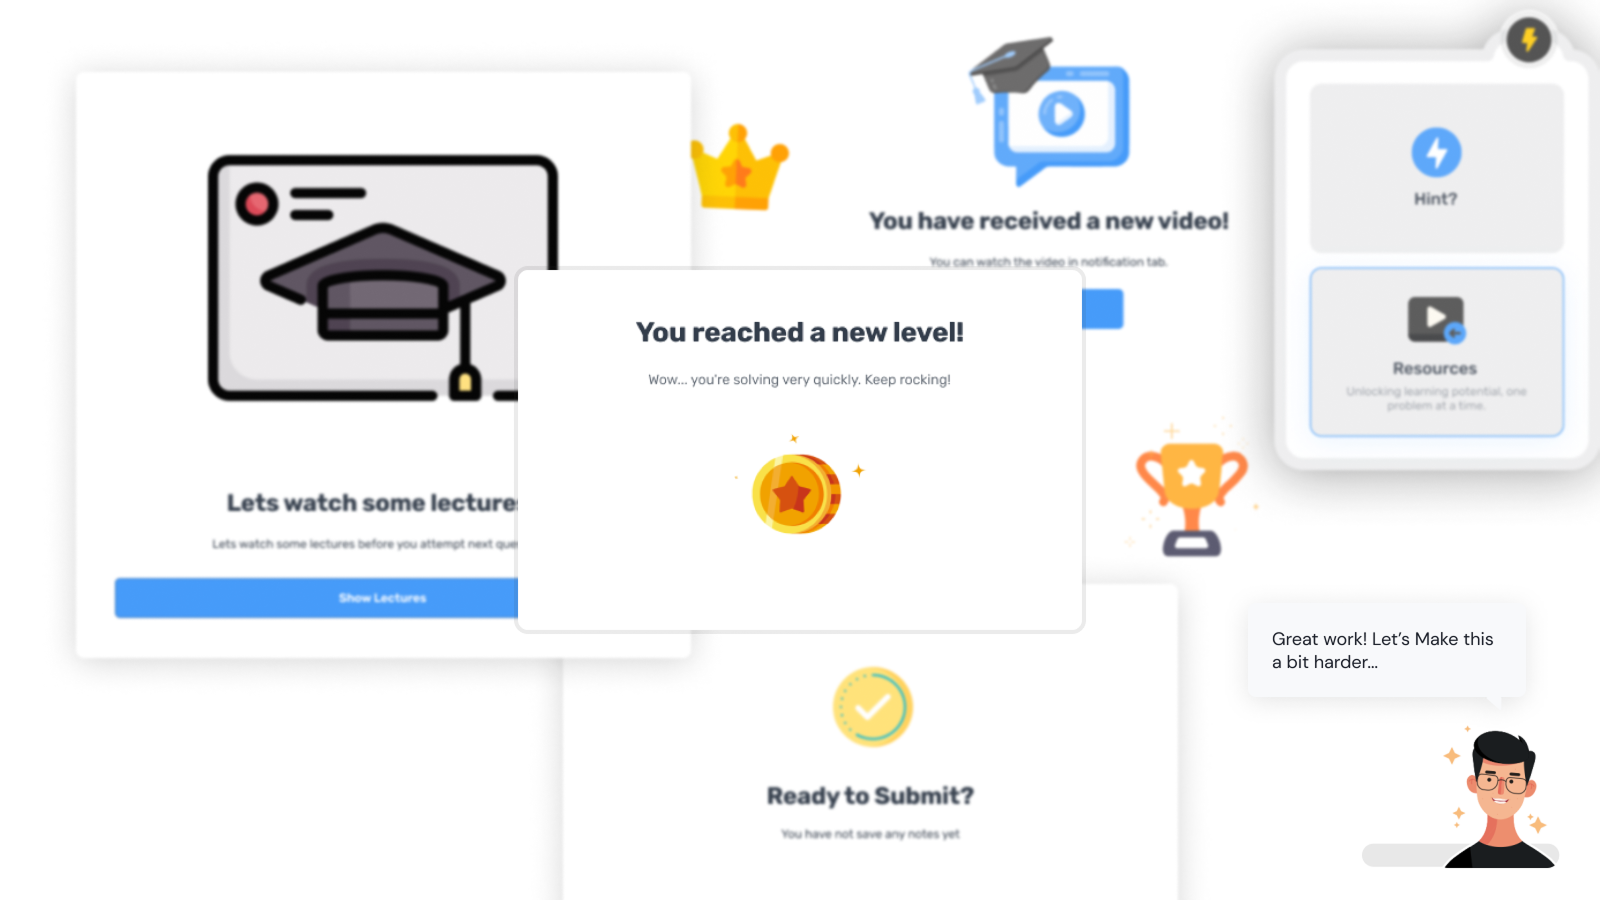 You have received a new video!
You can watch the video in notification tab.
Hint?
Resources
Unlocking learning potential, one
problem at a time.
You reached a new level!
Wow... you're solving very quickly. Keep rocking!
Lets watch some lectures
Lets watch some lectures before you attempt next
Show Lectures
Great work! Let's Make this
a bit harder...
Ready to Submit?
You have not save any notes yet